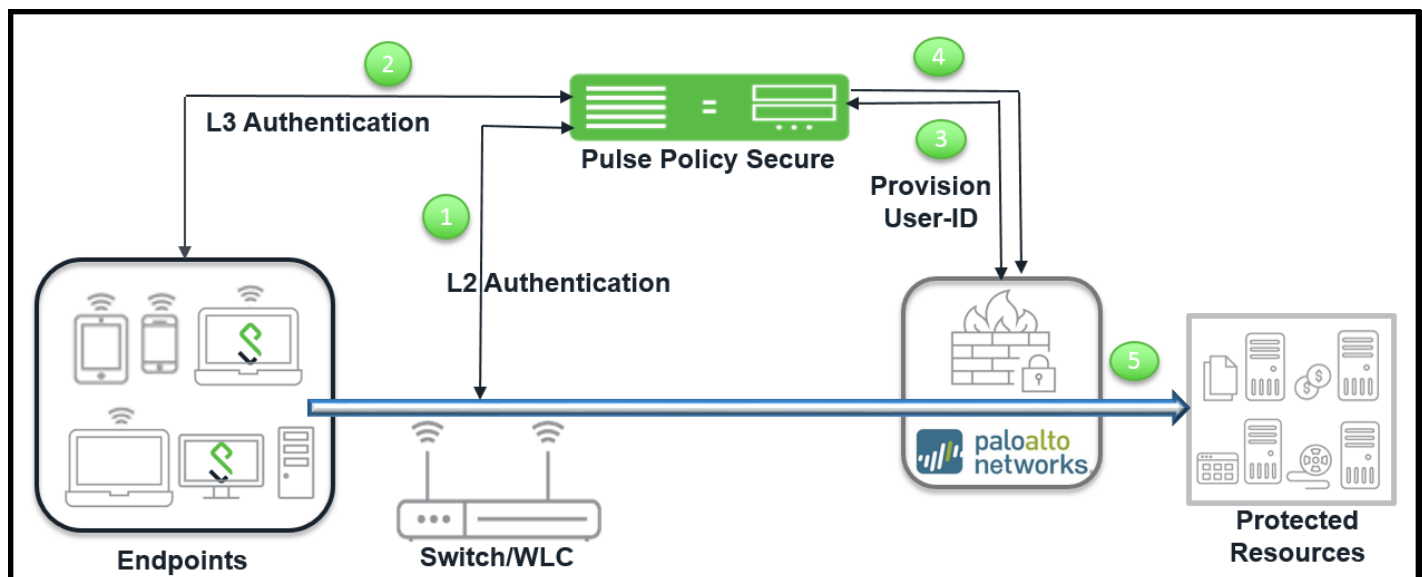 2
4
L3 Authentication
Pulse Policy Secure
3
Provision
User-ID
1
L2 Authentication
5
paloalto
networks
Endpoints
Switch/WLC
Protected
Resources
$
$